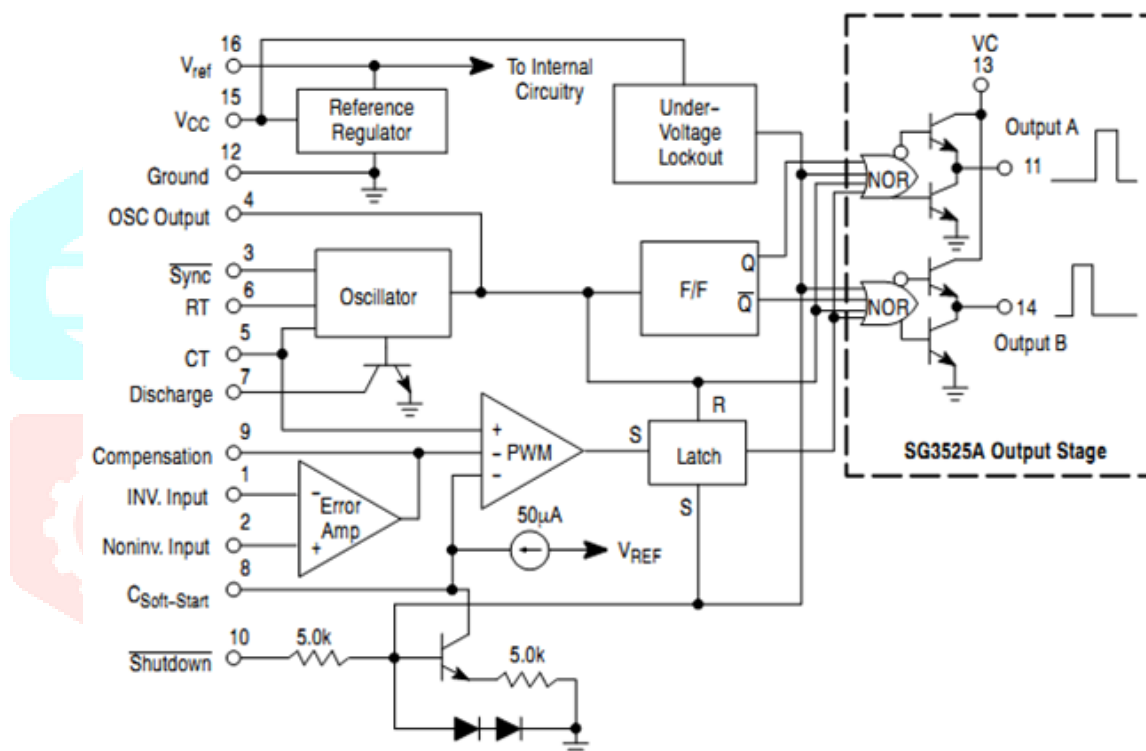 16
Vref
To Internal
Circuitry
15
VCC
Reference
Regulator
Under-
Voltage
Lockout
12
Ground
4
OSC Output
3
Sync
6
RT
5
CT
7
Discharge
Oscillator
F/F
Q
Q
VC
13
Output A
11
NOR
NOR
14
Output B
SG3525A Output Stage
9
Compensation
1
INV. Input
2
Noninv. Input
8
CSoft-Start
10
Shutdown
+
-
-
PWM
-
+
Error
Amp
S
R
Latch
S
50µA
VREF
5.0k
5.0k